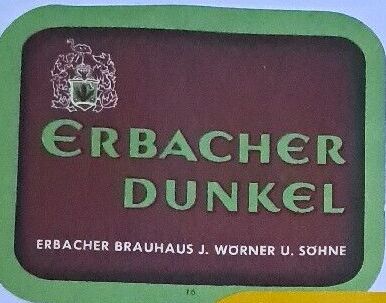 ERBACHER
DUNKEL
ERBACHER BRAUHAUS J. WÖRNER U. SÖHNE